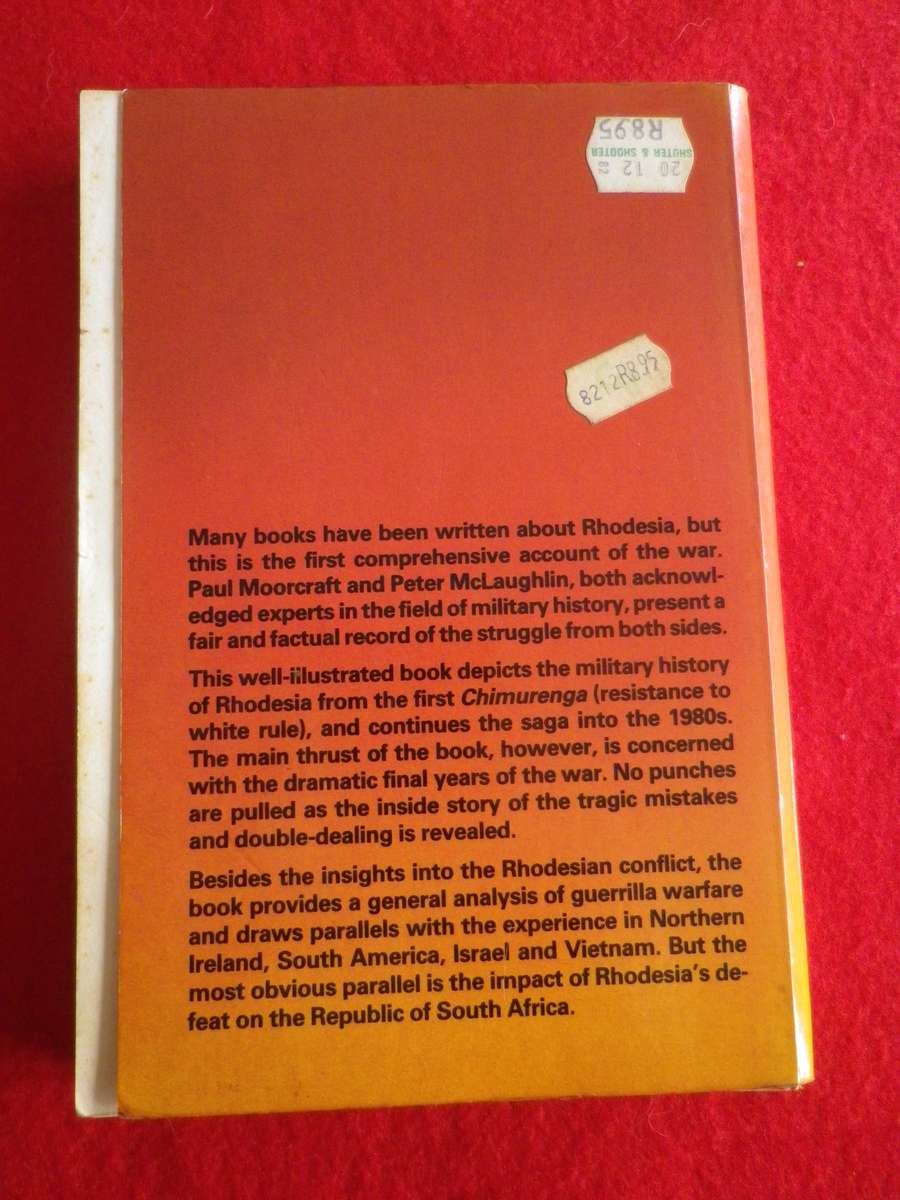 20 12 82
SHUTER & SHOOTER
R8.95
8212R8.95
Many books have been written about Rhodesia, but
this is the first comprehensive account of the war.
Paul Moorcraft and Peter McLaughlin, both acknowl-
edged experts in the field of military history, present a
fair and factual record of the struggle from both sides.
This well-illustrated book depicts the military history
of Rhodesia from the first Chimurenga (resistance to
white rule), and continues the saga into the 1980s.
The main thrust of the book, however, is concerned
with the dramatic final years of the war. No punches
are pulled as the inside story of the tragic mistakes
and double-dealing is revealed.
Besides the insights into the Rhodesian conflict, the
book provides a general analysis of guerrilla warfare
and draws parallels with the experience in Northern
Ireland, South America, Israel and Vietnam. But the
most obvious parallel is the impact of Rhodesia's de-
feat on the Republic of South Africa.